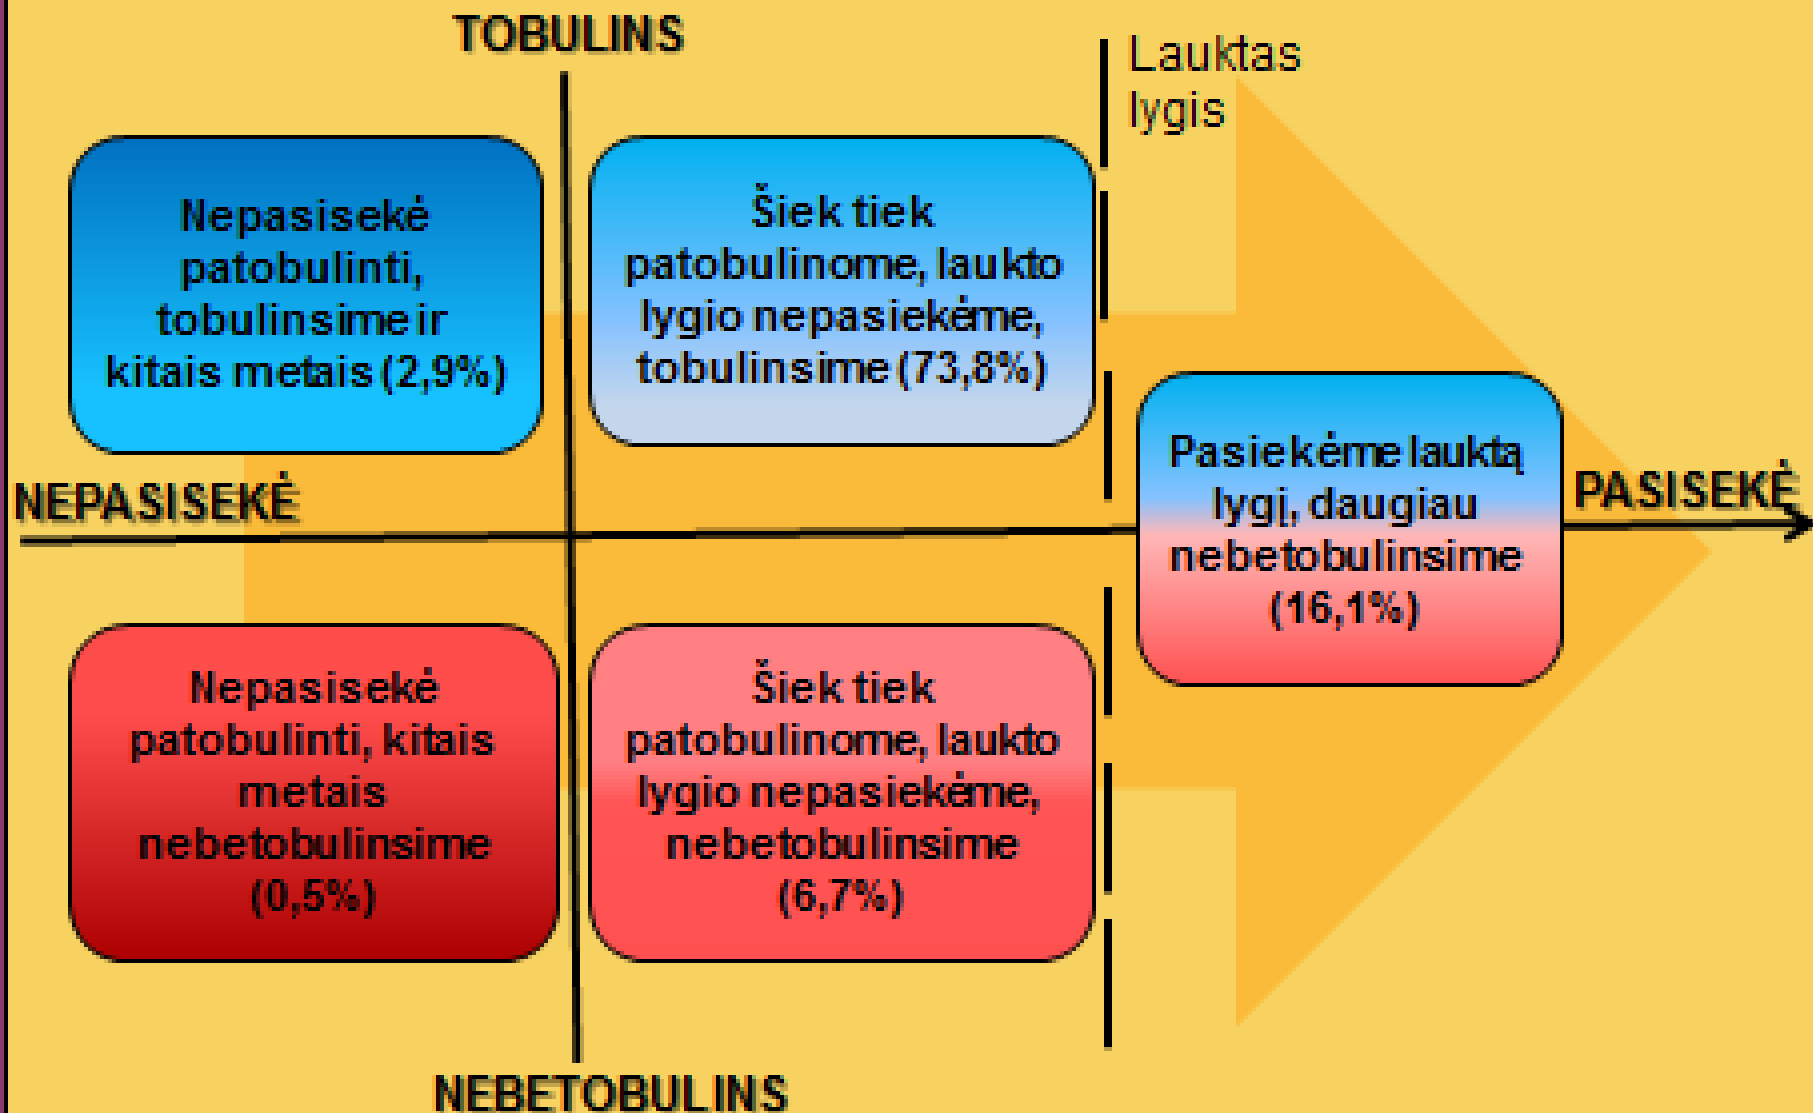 TOBULINS
Lauktas
lygis
Nepasisekė
patobulinti,
tobulinsime ir
kitais metais (2,9%)
Šiek tiek
patobulinome, laukto
lygio nepasiekėme,
tobulinsime (73,8%)
Pasiekėme lauktą
lygį, daugiau
nebetobulinsime
(16,1%)
NEPASISEKĖ
PASISEKĖ
Nepasisekė
patobulinti, kitais
metais
nebetobulinsime
(0,5%)
Šiek tiek
patobulinome, laukto
lygio nepasiekėme,
nebetobulinsime
(6,7%)
NEBETOBULINS